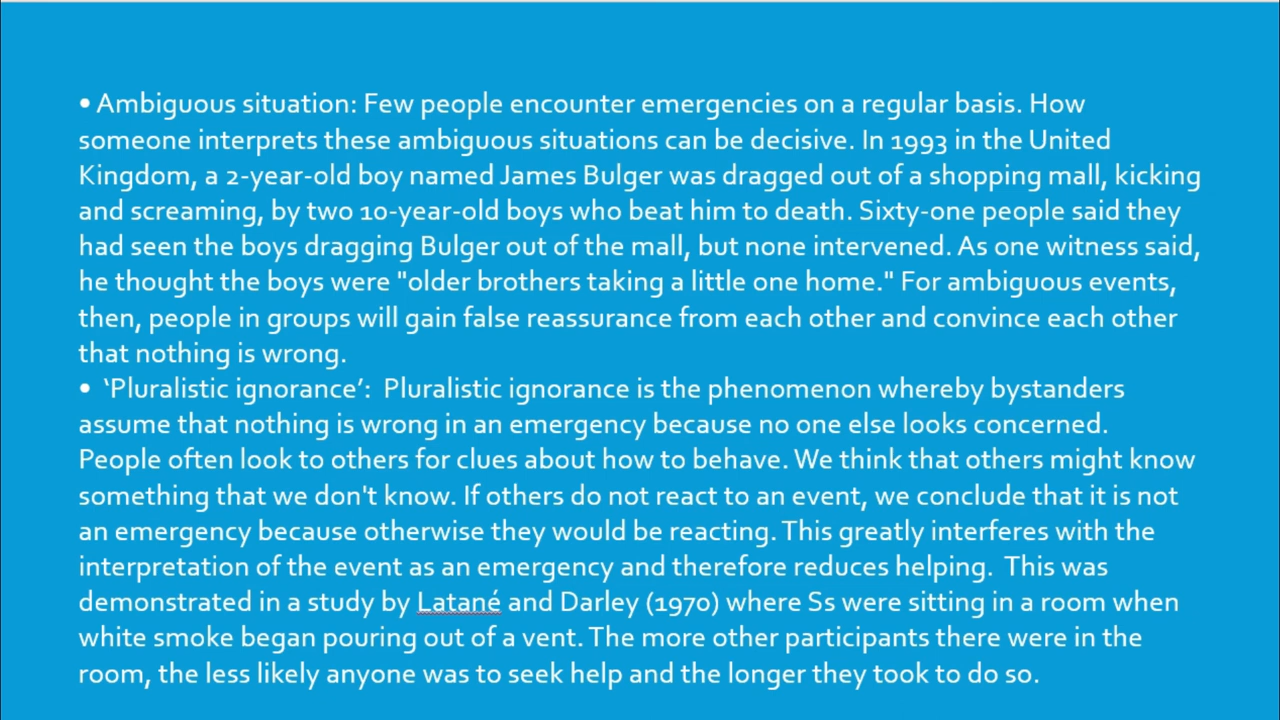 • Ambiguous situation: Few people encounter emergencies on a regular basis. How
someone interprets these ambiguous situations can be decisive. In 1993 in the United
Kingdom, a 2-year-old boy named James Bulger was dragged out of a shopping mall, kicking
and screaming, by two 10-year-old boys who beat him to death. Sixty-one people said they
had seen the boys dragging Bulger out of the mall, but none intervened. As one witness said,
he thought the boys were "older brothers taking a little one home." For ambiguous events,
then, people in groups will gain false reassurance from each other and convince each other
that nothing is wrong.
• ‘Pluralistic ignorance’:  Pluralistic ignorance is the phenomenon whereby bystanders
assume that nothing is wrong in an emergency because no one else looks concerned.
People often look to others for clues about how to behave. We think that others might know
something that we don't know. If others do not react to an event, we conclude that it is not
an emergency because otherwise they would be reacting. This greatly interferes with the
interpretation of the event as an emergency and therefore reduces helping.  This was
demonstrated in a study by Latané and Darley (1970) where Ss were sitting in a room when
white smoke began pouring out of a vent. The more other participants there were in the
room, the less likely anyone was to seek help and the longer they took to do so.